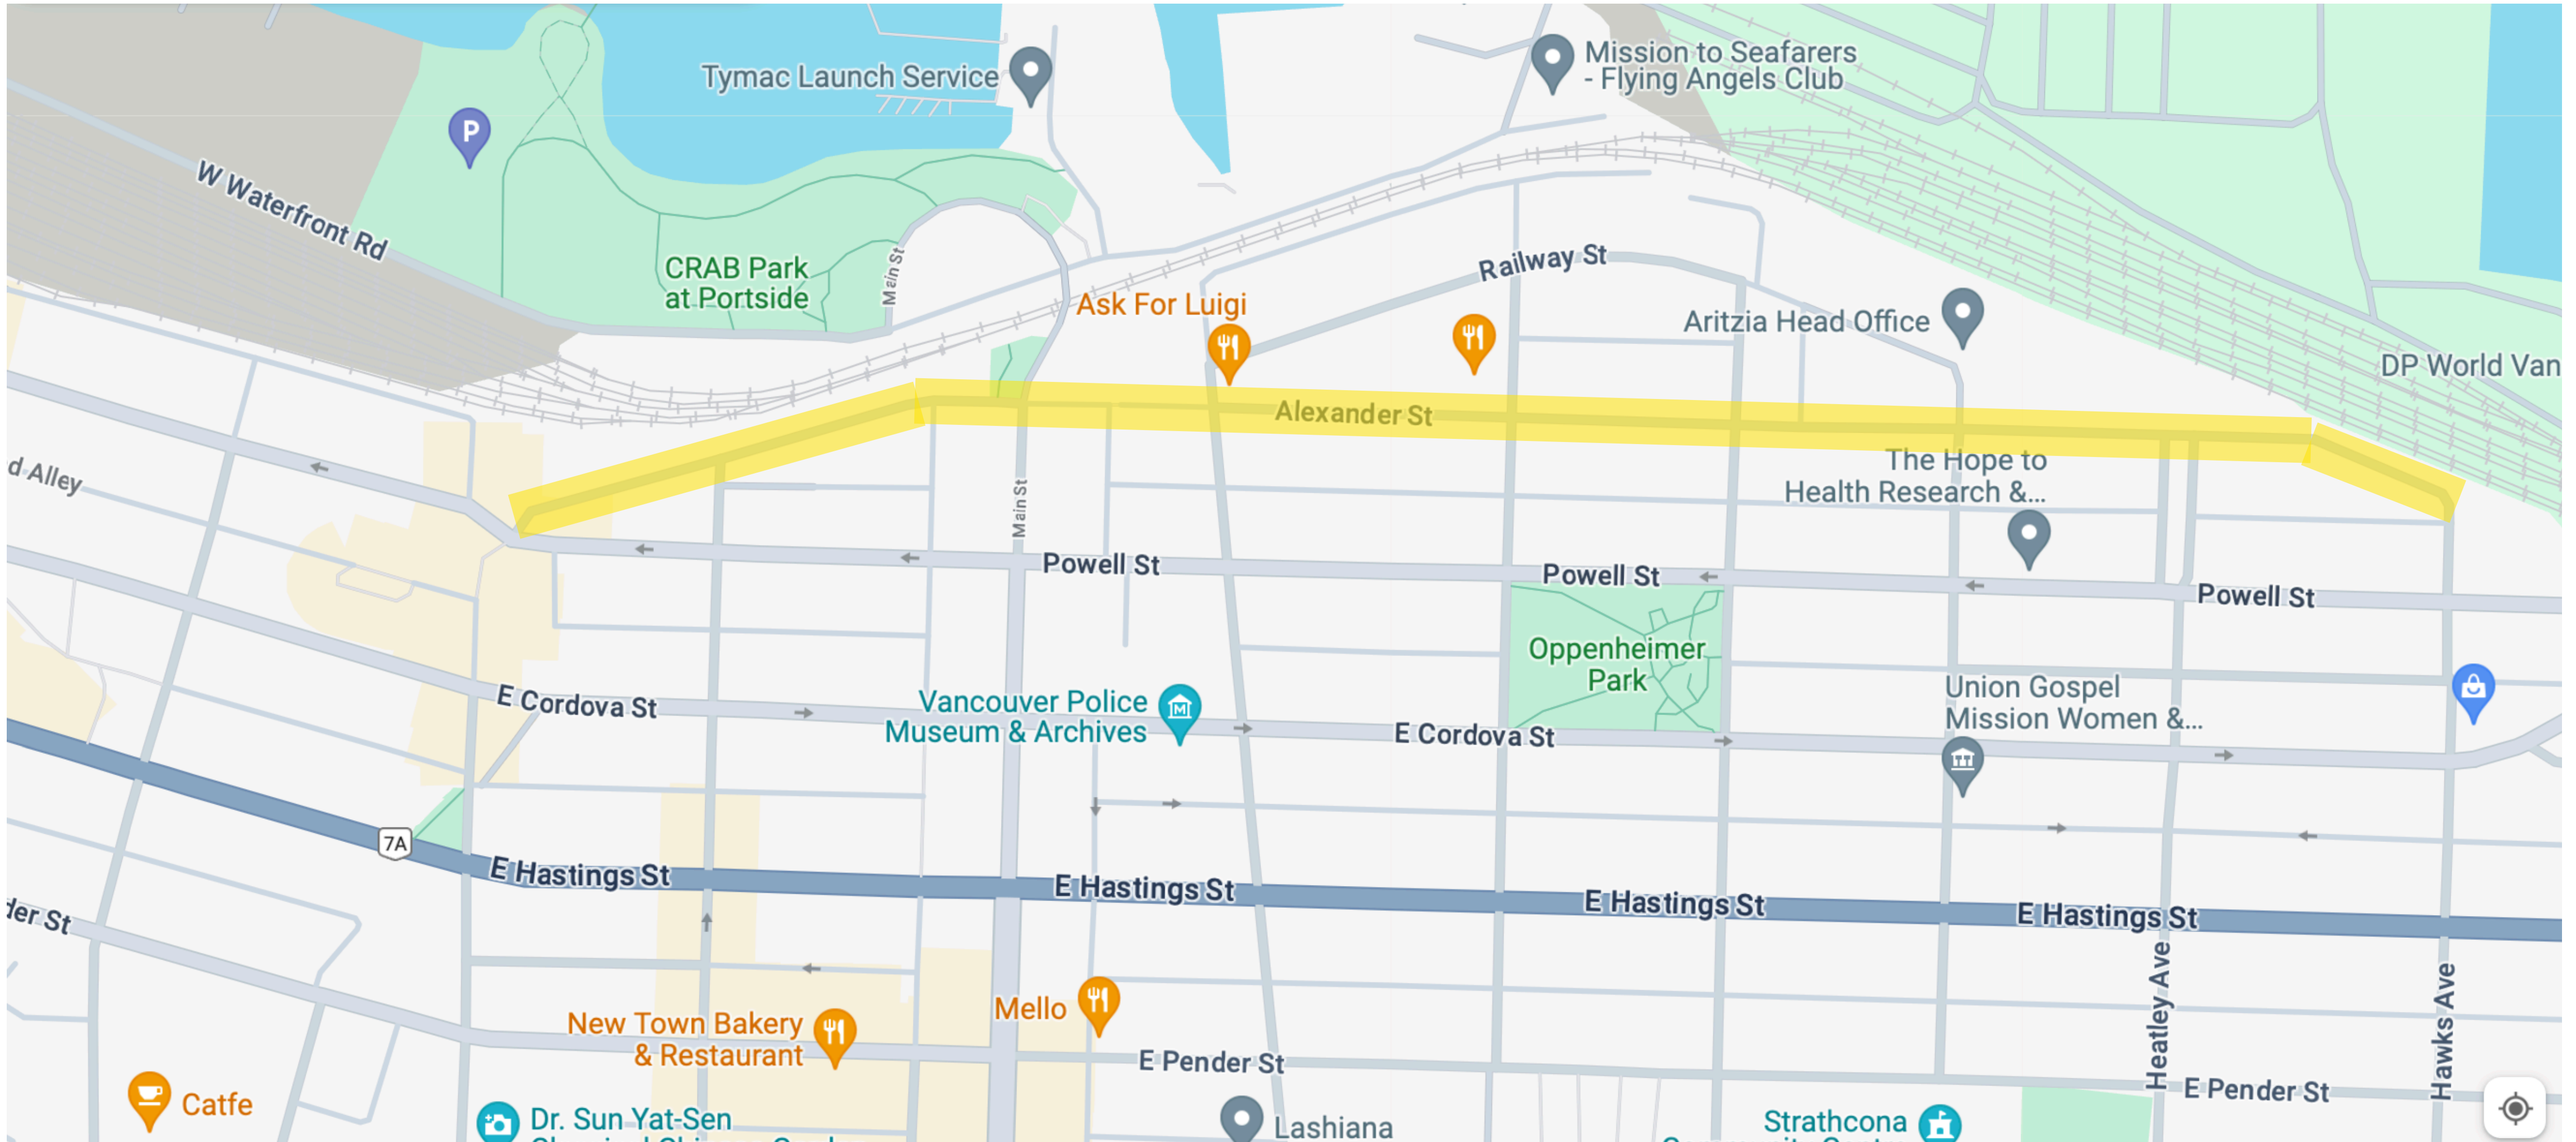 Tymac Launch Service
Mission to Seafarers
- Flying Angels Club
P
W Waterfront Rd
CRAB Park
at Portside
Main St
Railway St
Ask For Luigi
Aritzia Head Office
DP World Van
Alexander St
d Alley
The Hope to
Health Research &...
Main St
Powell St
Powell St
Powell St
Oppenheimer
Park
E Cordova St
Vancouver Police
Museum & Archives
M
E Cordova St
Union Gospel
Mission Women &...
7A
E Hastings St
E Hastings St
E Hastings St
E Hastings St
der St
Heatley Ave
Hawks Ave
New Town Bakery
& Restaurant
Mello
E Pender St
E Pender St
Catfe
Dr. Sun Yat-Sen
Lashiana
Strathcona